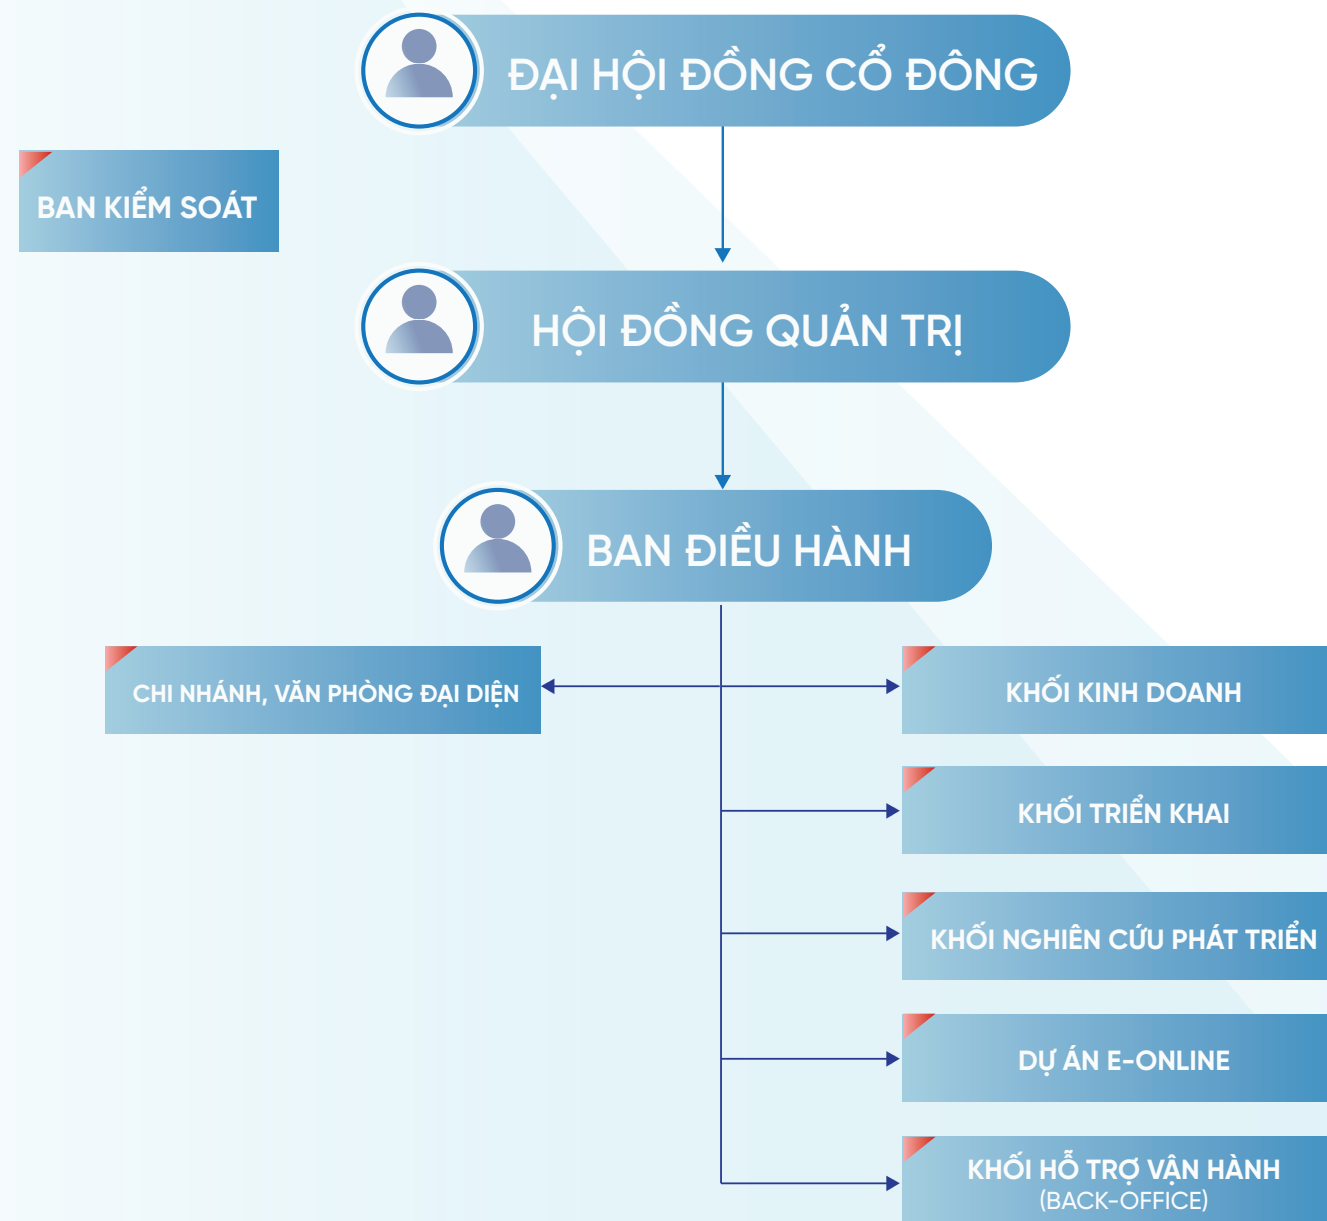 ĐẠI HỘI ĐỒNG CỔ ĐÔNG
BAN KIỂM SOÁT
HỘI ĐỒNG QUẢN TRỊ
BAN ĐIỀU HÀNH
CHI NHÁNH, VĂN PHÒNG ĐẠI DIỆN
KHỐI KINH DOANH
KHỐI TRIỂN KHAI
KHỐI NGHIÊN CỨU PHÁT TRIỂN
DỰ ÁN E-ONLINE
KHỐI HỖ TRỢ VẬN HÀNH
(BACK-OFFICE)